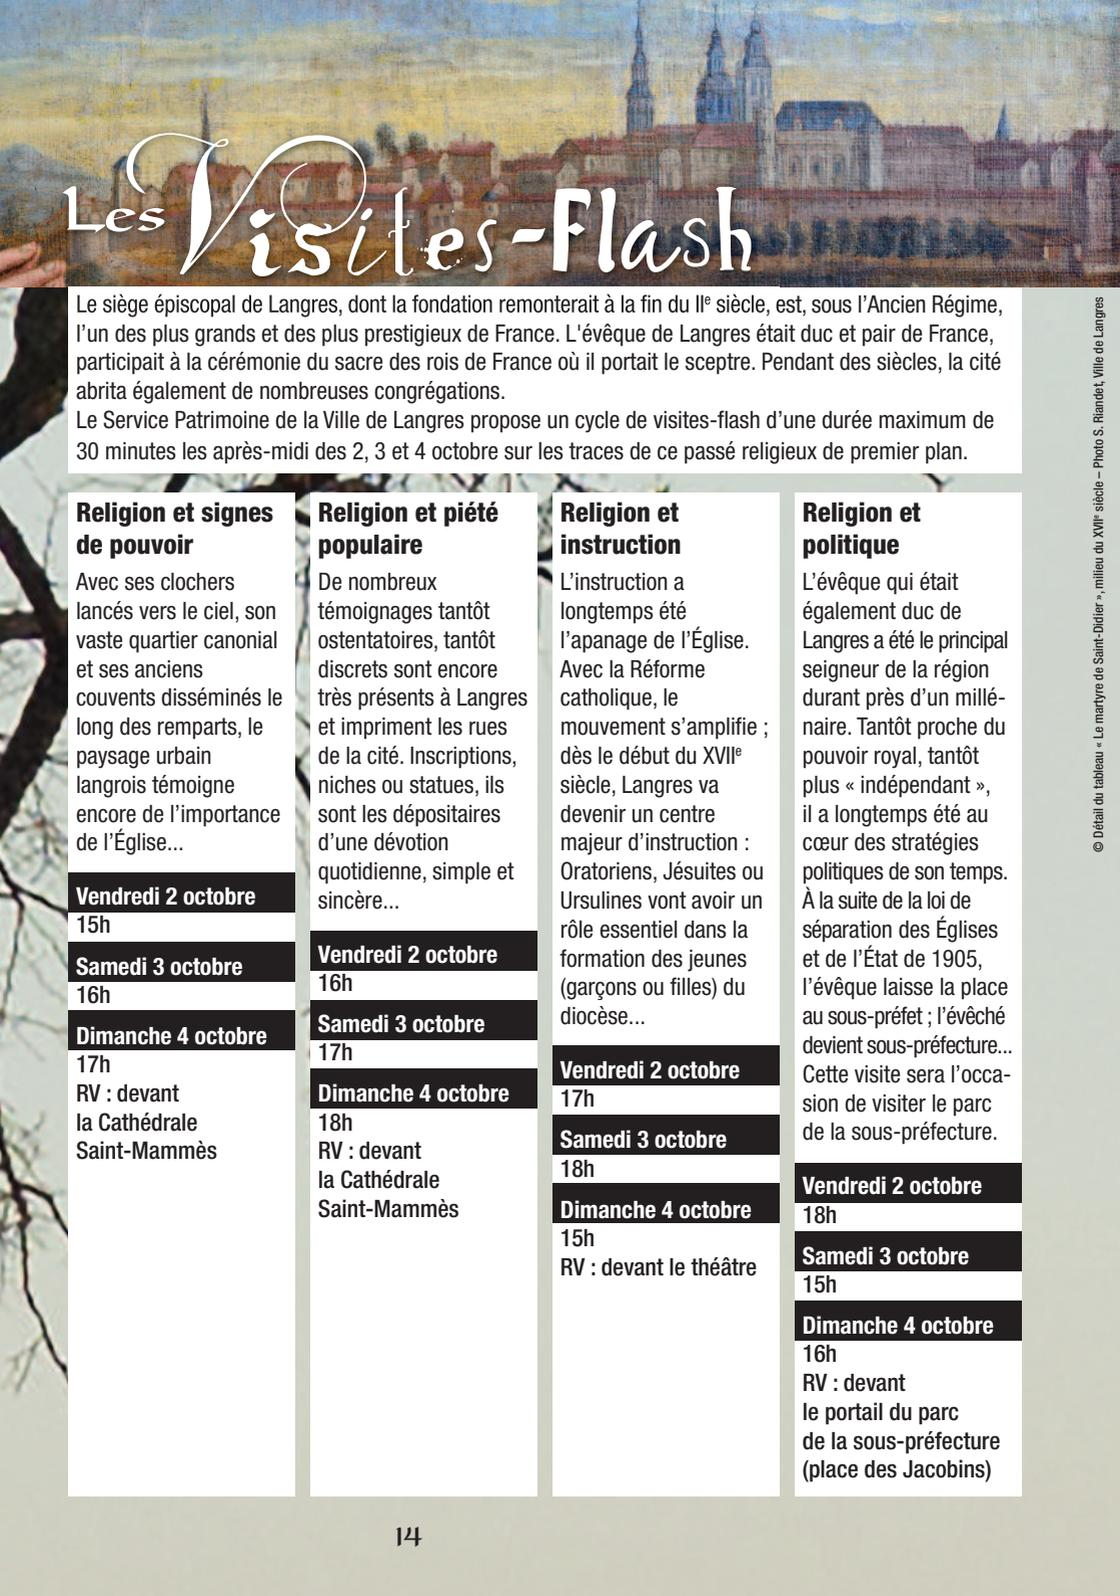 Les Visites-Flash
Le siège épiscopal de Langres, dont la fondation remonterait à la fin du IIe siècle, est, sous l’Ancien Régime,
l’un des plus grands et des plus prestigieux de France. L'évêque de Langres était duc et pair de France,
participait à la cérémonie du sacre des rois de France où il portait le sceptre. Pendant des siècles, la cité
abrita également de nombreuses congrégations.
Le Service Patrimoine de la Ville de Langres propose un cycle de visites-flash d’une durée maximum de
30 minutes les après-midi des 2, 3 et 4 octobre sur les traces de ce passé religieux de premier plan.
Religion et signes
de pouvoir
Avec ses clochers
lancés vers le ciel, son
vaste quartier canonial
et ses anciens
couvents disséminés le
long des remparts, le
paysage urbain
langrois témoigne
encore de l’importance
de l’Église...
Vendredi 2 octobre
15h
Samedi 3 octobre
16h
Dimanche 4 octobre
17h
RV : devant
la Cathédrale
Saint-Mammès
Religion et piété
populaire
De nombreux
témoignages tantôt
ostentatoires, tantôt
discrets sont encore
très présents à Langres
et impriment les rues
de la cité. Inscriptions,
niches ou statues, ils
sont les dépositaires
d’une dévotion
quotidienne, simple et
sincère...
Vendredi 2 octobre
16h
Samedi 3 octobre
17h
Dimanche 4 octobre
18h
RV : devant
la Cathédrale
Saint-Mammès
Religion et
instruction
L’instruction a
longtemps été
l’apanage de l’Église.
Avec la Réforme
catholique, le
mouvement s’amplifie ;
dès le début du XVIIe
siècle, Langres va
devenir un centre
majeur d’instruction :
Oratoriens, Jésuites ou
Ursulines vont avoir un
rôle essentiel dans la
formation des jeunes
(garçons ou filles) du
diocèse...
Vendredi 2 octobre
17h
Samedi 3 octobre
18h
Dimanche 4 octobre
15h
RV : devant le théâtre
Religion et
politique
L’évêque qui était
également duc de
Langres a été le principal
seigneur de la région
durant près d’un millé-
naire. Tantôt proche du
pouvoir royal, tantôt
plus « indépendant »,
il a longtemps été au
cœur des stratégies
politiques de son temps.
À la suite de la loi de
séparation des Églises
et de l’État de 1905,
l’évêque laisse la place
au sous-préfet ; l’évêché
devient sous-préfecture...
Cette visite sera l’occa-
sion de visiter le parc
de la sous-préfecture.
Vendredi 2 octobre
18h
Samedi 3 octobre
15h
Dimanche 4 octobre
16h
RV : devant
le portail du parc
de la sous-préfecture
(place des Jacobins)
© Détail du tableau « Le martyre de Saint-Didier », milieu du XVIIe siècle – Photo S. Riandet, Ville de Langres
14